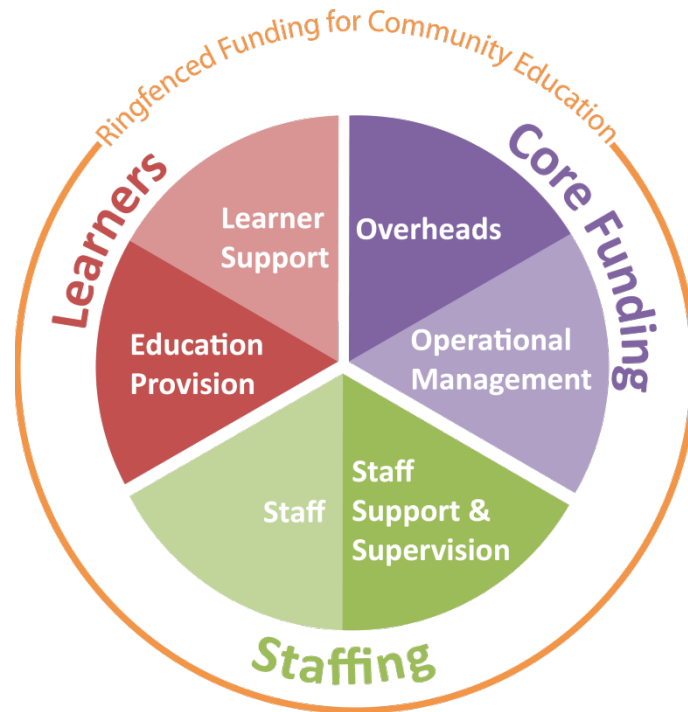 Ringfenced Funding for Community Education
Learners
Core Funding
Learner
Support
Overheads
Education
Provision
Operational
Management
Staff
Staff
Support &
Supervision
Staffing